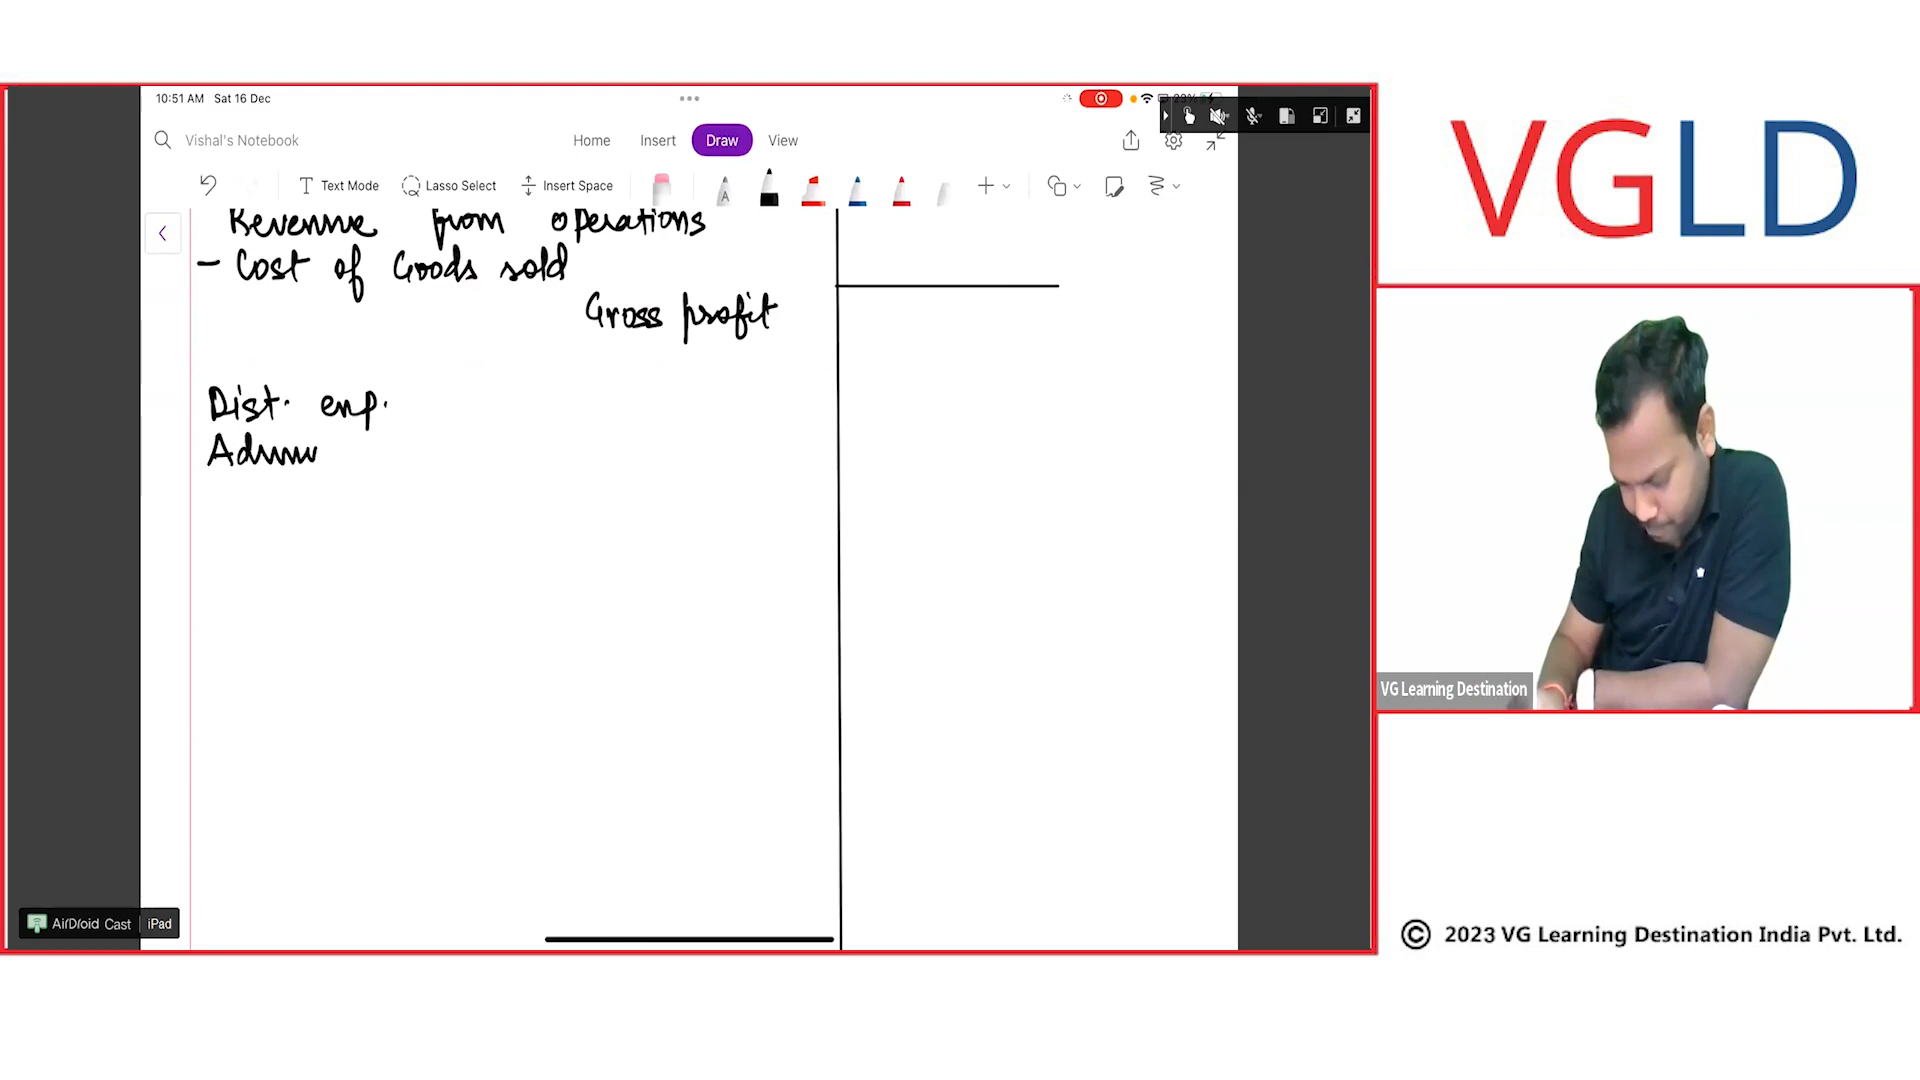 10:51 AM Sat 16 Dec
23%
Vishal's Notebook
Home Insert Draw View
Text Mode Lasso Select Insert Space
A
Revenue from operations
- Cost of Goods sold
Gross profit
Dist. exp.
Admin
AirDroid Cast iPad
VGLD
VG Learning Destination
© 2023 VG Learning Destination India Pvt. Ltd.